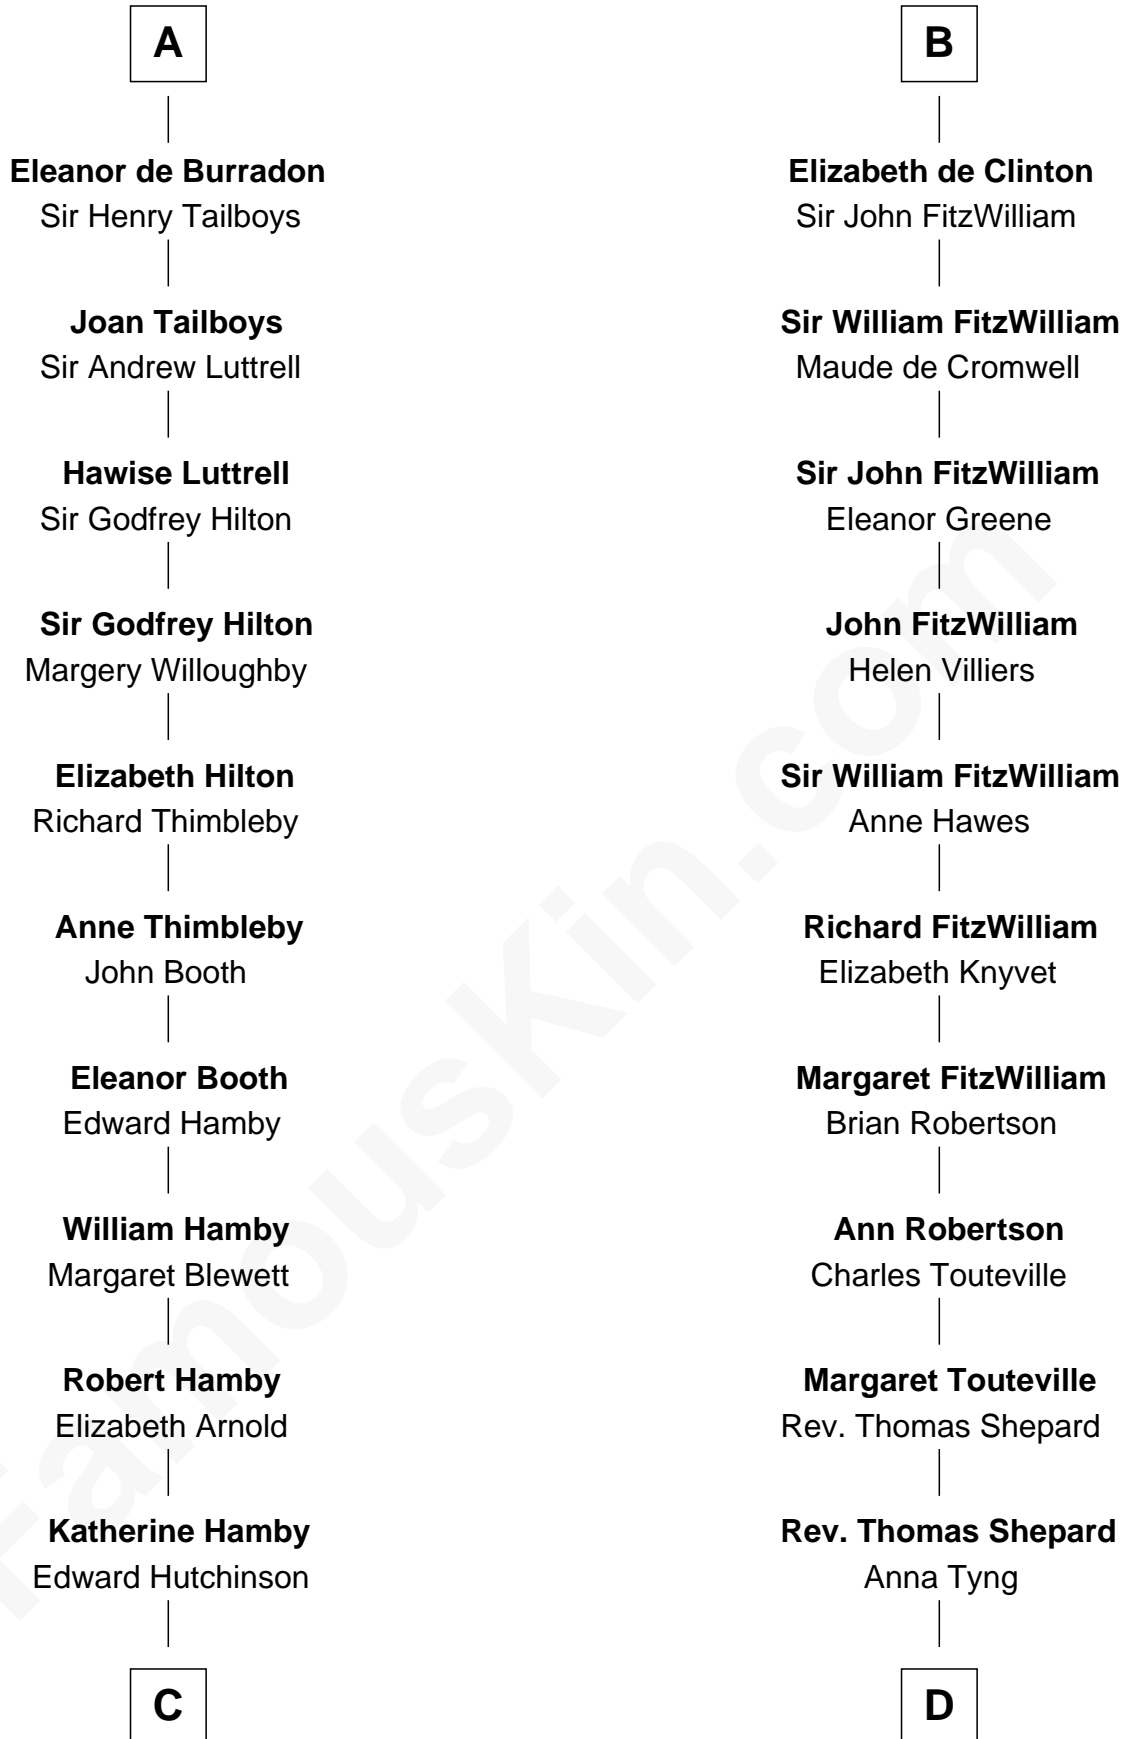 A
Eleanor de Burradon
Sir Henry Tailboys
Joan Tailboys
Sir Andrew Luttrell
Hawise Luttrell
Sir Godfrey Hilton
Sir Godfrey Hilton
Margery Willoughby
Elizabeth Hilton
Richard Thimbleby
Anne Thimbleby
John Booth
Eleanor Booth
Edward Hamby
William Hamby
Margaret Blewett
Robert Hamby
Elizabeth Arnold
Katherine Hamby
Edward Hutchinson
C
B
Elizabeth de Clinton
Sir John FitzWilliam
Sir William FitzWilliam
Maude de Cromwell
Sir John FitzWilliam
Eleanor Greene
John FitzWilliam
Helen Villiers
Sir William FitzWilliam
Anne Hawes
Richard FitzWilliam
Elizabeth Knyvet
Margaret FitzWilliam
Brian Robertson
Ann Robertson
Charles Touteville
Margaret Touteville
Rev. Thomas Shepard
Rev. Thomas Shepard
Anna Tyng
D
FamousKin.com